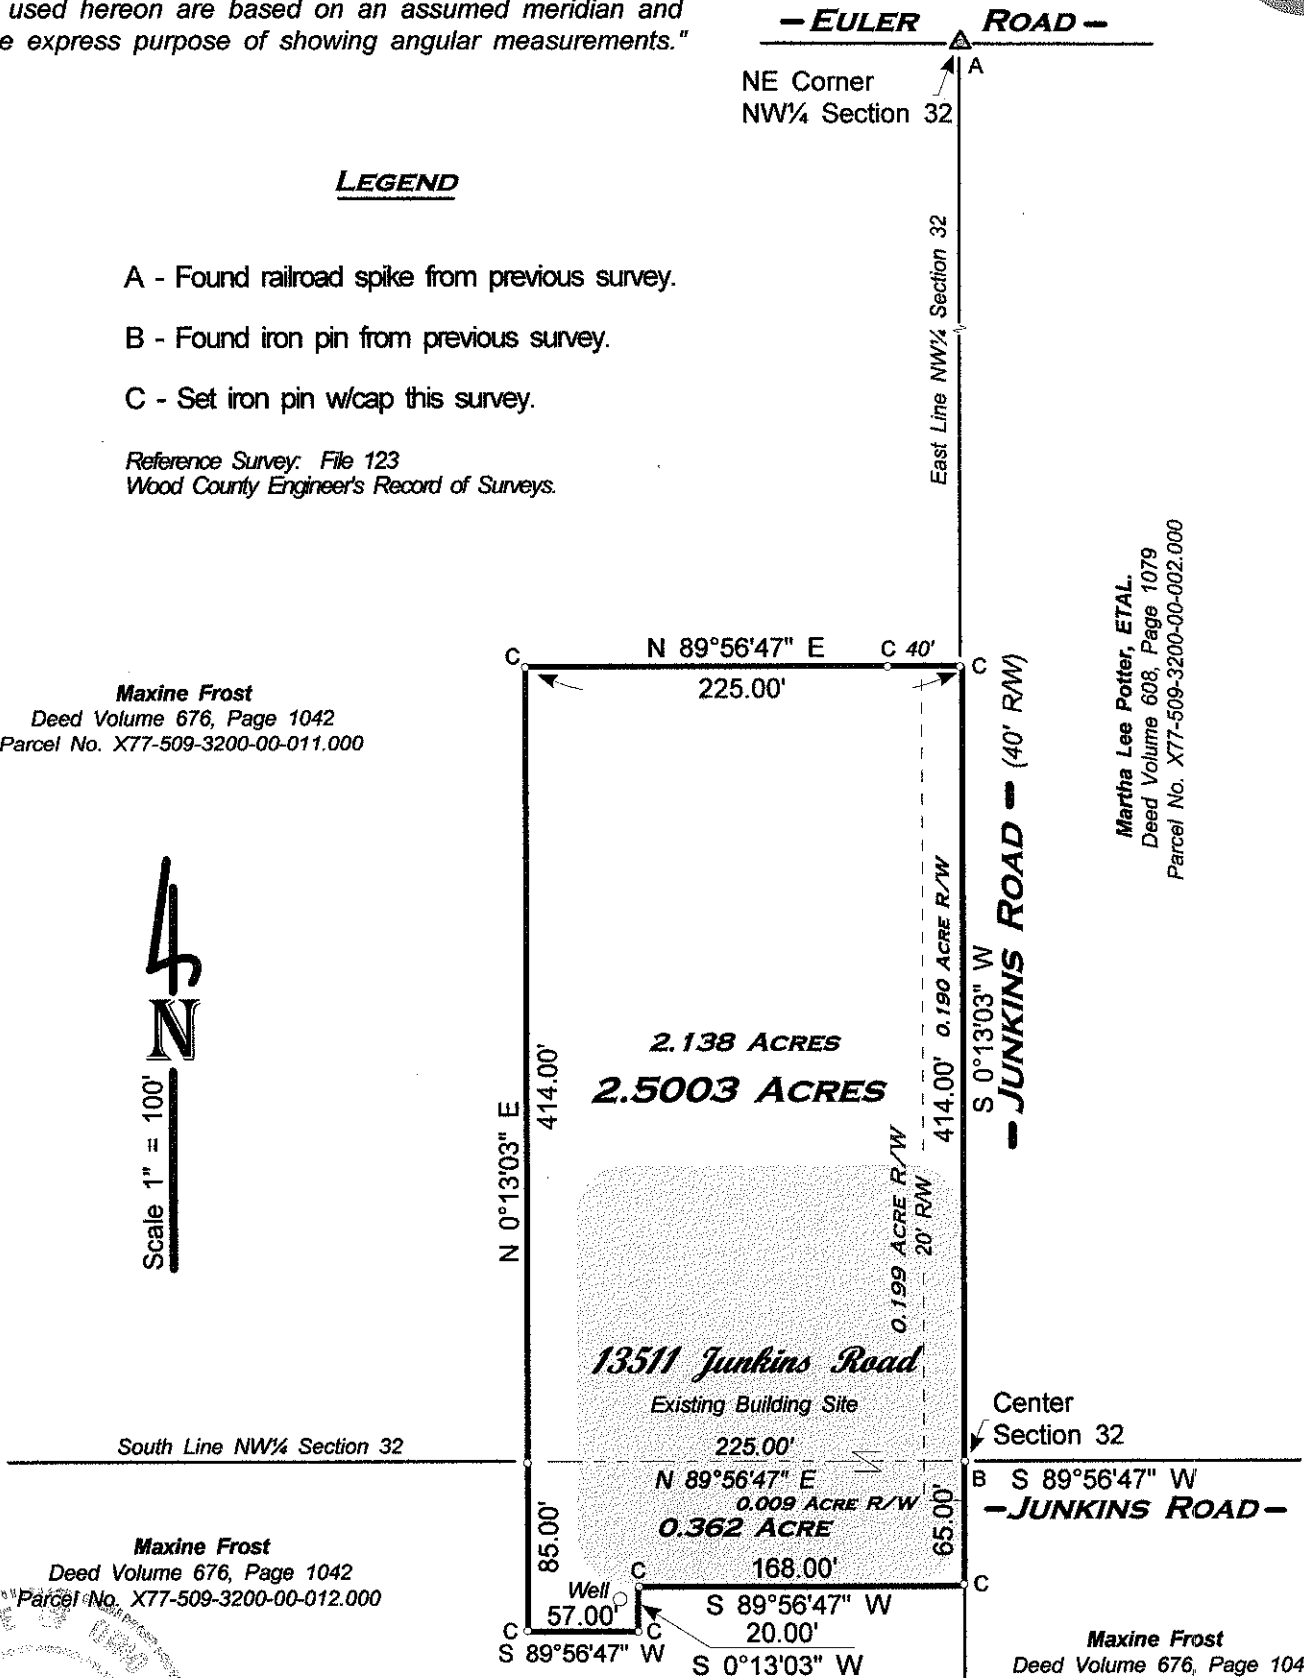 used hereon are based on an assumed meridian and
e express purpose of showing angular measurements."
– EULER ROAD –
A
NE Corner
NW¼ Section 32
LEGEND
A - Found railroad spike from previous survey.
B - Found iron pin from previous survey.
C - Set iron pin w/cap this survey.
Reference Survey: File 123
Wood County Engineer's Record of Surveys.
East Line NW¼ Section 32
Martha Lee Potter, ETAL.
Deed Volume 608, Page 1079
Parcel No. X77-509-3200-00-002.000
C
N 89°56'47" E
C 40'
C
225.00'
Maxine Frost
Deed Volume 676, Page 1042
Parcel No. X77-509-3200-00-011.000
– JUNKINS ROAD – (40' R/W)
S 0°13'03" W
414.00' 0.190 ACRE R/W
N
Scale 1" = 100'
N 0°13'03" E
414.00'
2.138 ACRES
2.5003 ACRES
0.199 ACRE R/W
20' R/W
13511 Junkins Road
Existing Building Site
Center
Section 32
South Line NW¼ Section 32
225.00'
N 89°56'47" E
B S 89°56'47" W
0.009 ACRE R/W
– JUNKINS ROAD –
0.362 ACRE
85.00'
65.00'
Maxine Frost
Deed Volume 676, Page 1042
Parcel No. X77-509-3200-00-012.000
C
168.00'
C
Well
57.00'
S 89°56'47" W
C
C
20.00'
S 89°56'47" W
S 0°13'03" W
Maxine Frost
Deed Volume 676, Page 104